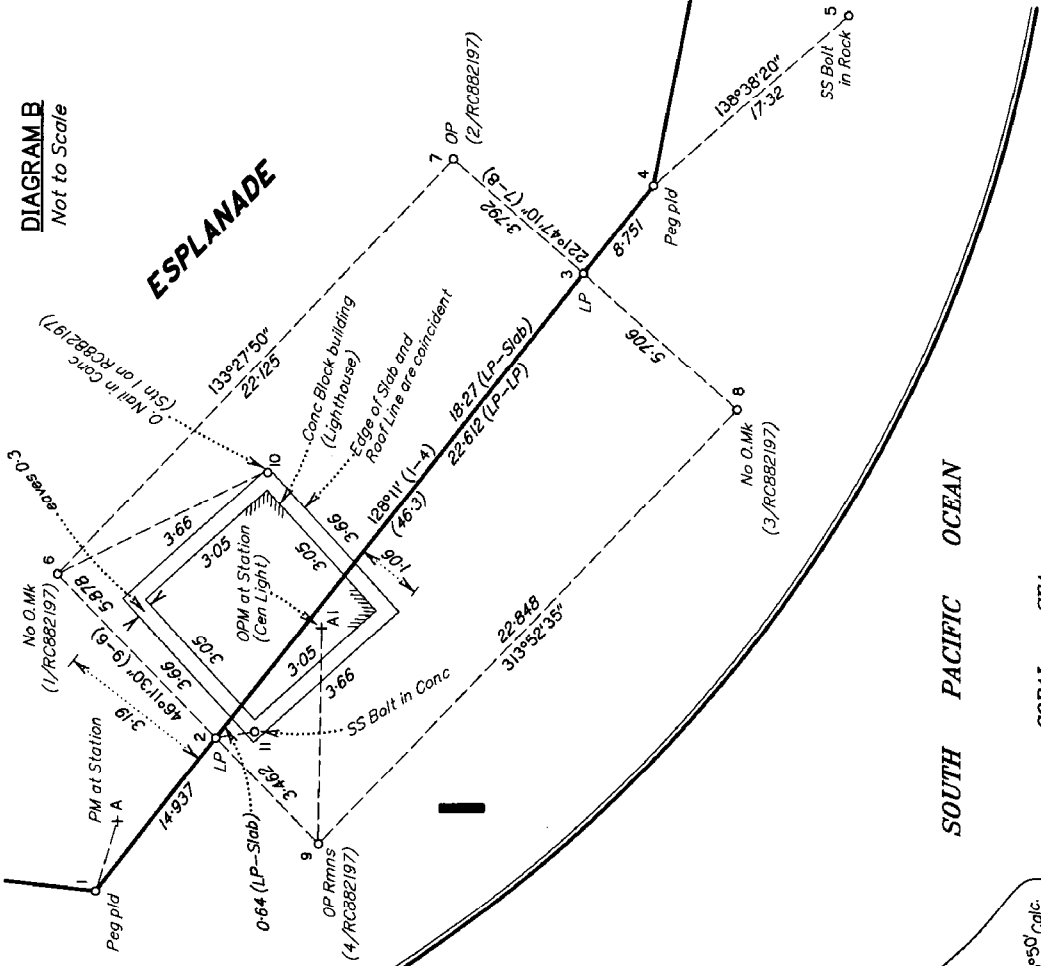 DIAGRAM B
Not to Scale
ESPLANADE
5
SS Bolt
in Rock
138°38'20"
17·32
7
OP
(2/RC882197)
3·792
221°47'10" (7-8)
4
Peg pld
8·751
3
LP
133°27'50"
22·125
O. Nail in Conc
(Stn 1 on RC882197)
Conc Block building
(Lighthouse)
Edge of Slab and
Roof Line are coincident
eaves 0·3
10
6
No O.Mk
(1/RC882197)
5·878
46°11'30" (9-6)
3·66
3·05
3·66
3·05
3·66
3·05
3·05
3·66
OPM at Station
(Cen Light)
A1
1·06
3·19
128°11' (1-4)
(46·3)
18·27 (LP-Slab)
22·612 (LP-LP)
5·706
8
No O.Mk
(3/RC882197)
PM at Station
A
1
Peg pld
14·937
2
LP
11
SS Bolt in Conc
0·64 (LP-Slab)
3·462
9
OP Rmns
(4/RC882197)
22·848
313°52'35"
SOUTH PACIFIC OCEAN
°50' Calc.